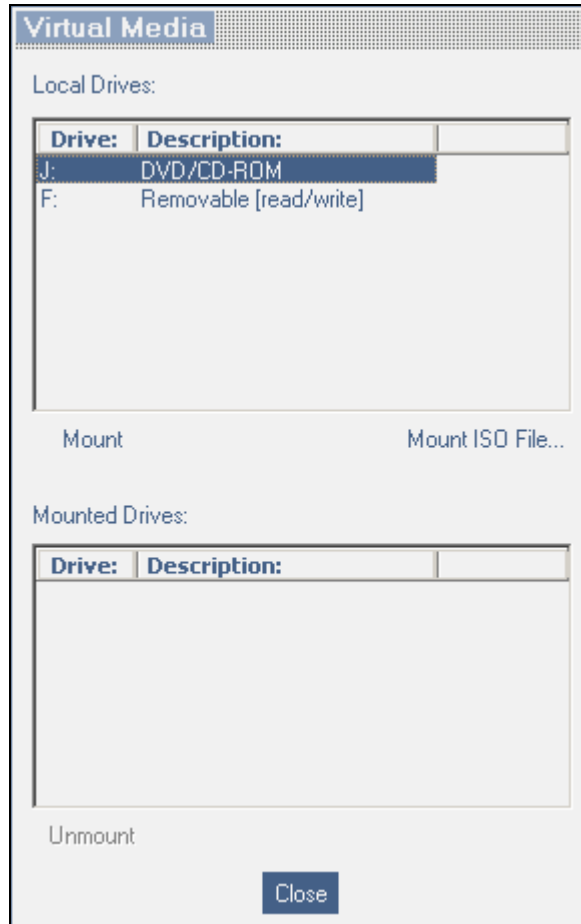 Virtual Media
Local Drives:
Drive: Description:
J: DVD/CD-ROM
F: Removable [read/write]
Mount Mount ISO File...
Mounted Drives:
Drive: Description:
Unmount
Close